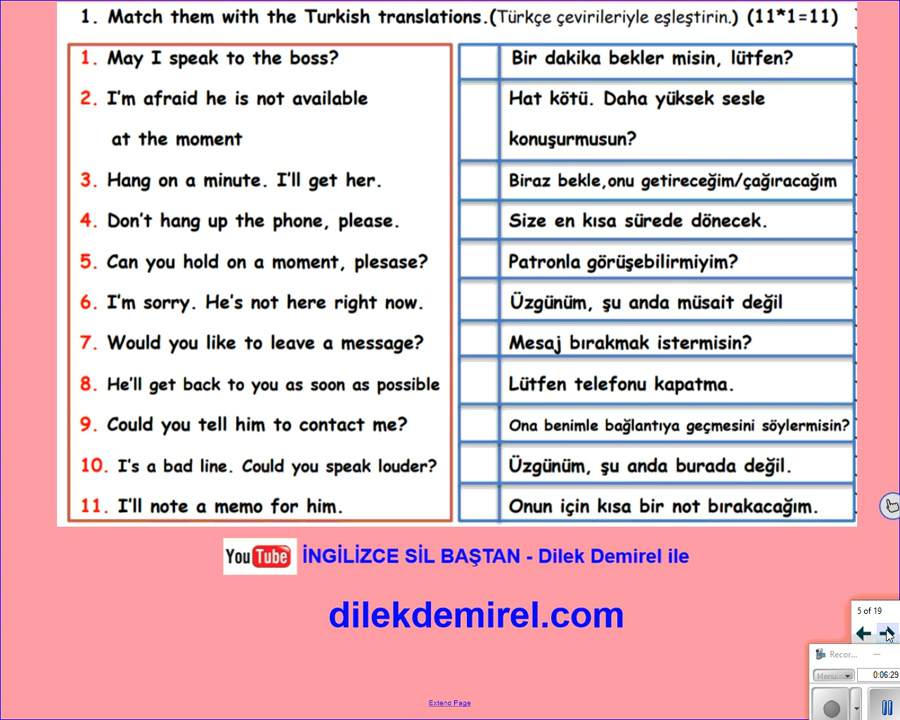 1. Match them with the Turkish translations.(Türkçe çevirileriyle eşleştirin.) (11*1=11)
1. May I speak to the boss?
2. I'm afraid he is not available
at the moment
3. Hang on a minute. I'll get her.
4. Don't hang up the phone, please.
5. Can you hold on a moment, plesase?
6. I'm sorry. He's not here right now.
7. Would you like to leave a message?
8. He'll get back to you as soon as possible
9. Could you tell him to contact me?
10. I's a bad line. Could you speak louder?
11. I'll note a memo for him.
Bir dakika bekler misin, lütfen?
Hat kötü. Daha yüksek sesle
konuşurmusun?
Biraz bekle,onu getireceğim/çağıracağım
Size en kısa sürede dönecek.
Patronla görüşebilirmiyim?
Üzgünüm, şu anda müsait değil
Mesaj bırakmak istermisin?
Lütfen telefonu kapatma.
Ona benimle bağlantıya geçmesini söylermisin?
Üzgünüm, şu anda burada değil.
Onun için kısa bir not bırakacağım.
YouTube İNGİLİZCE SİL BAŞTAN - Dilek Demirel ile
dilekdemirel.com
Extend Page
5 of 19
Recor...
Menu...
0:06:29